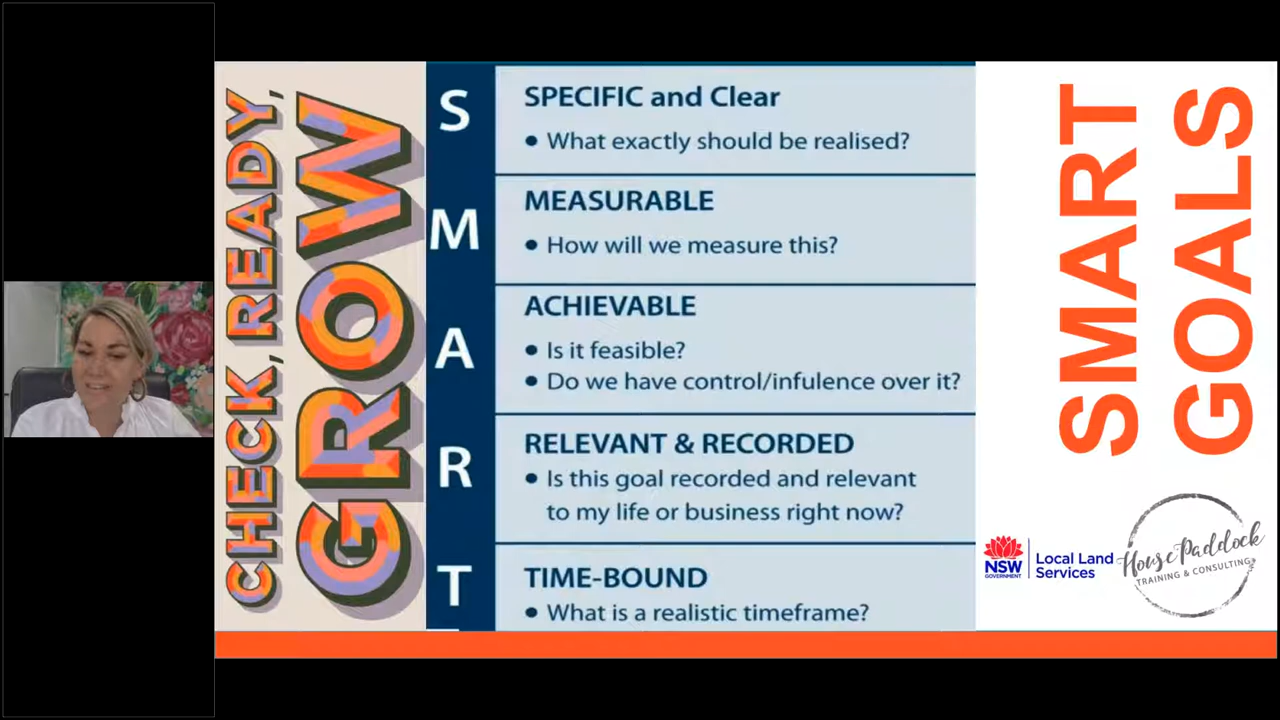 CHECK, READY,
GROW
S
SPECIFIC and Clear
• What exactly should be realised?
M
MEASURABLE
• How will we measure this?
A
ACHIEVABLE
• Is it feasible?
• Do we have control/infulence over it?
R
RELEVANT & RECORDED
• Is this goal recorded and relevant
to my life or business right now?
T
TIME-BOUND
• What is a realistic timeframe?
SMART
GOALS
NSW
GOVERNMENT
Local Land
Services
House Paddock
TRAINING & CONSULTING